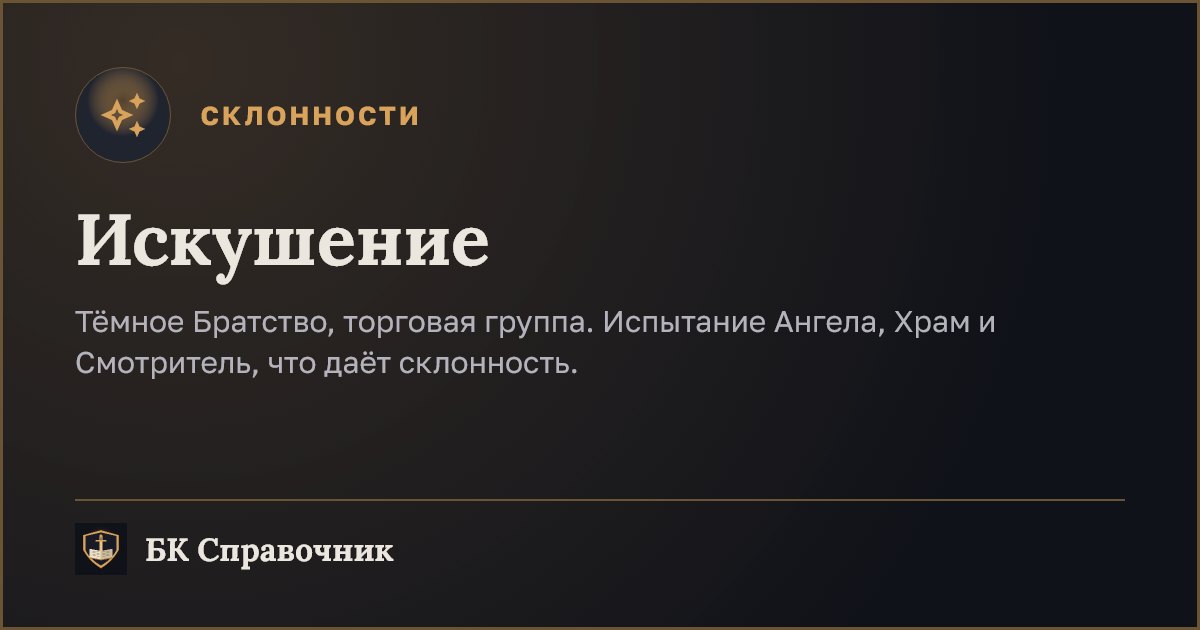 склонности
Искушение
Тёмное Братство, торговая группа. Испытание Ангела, Храм и
Смотритель, что даёт склонность.
БК Справочник